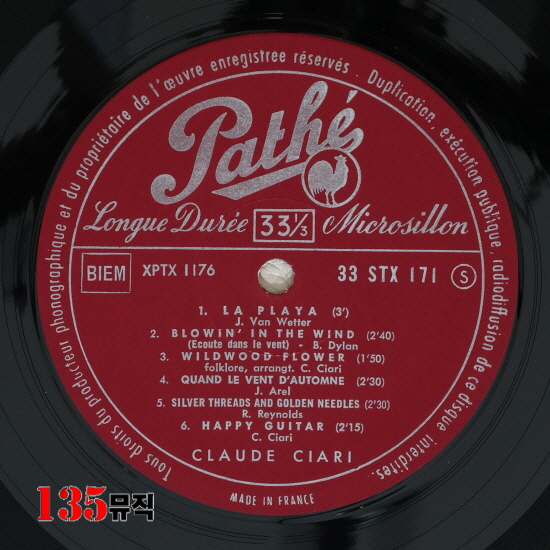 Tous droits du producteur phonographique et du propriétaire de l'œuvre enregistrée réservés. Duplication, exécution publique, radiodiffusion de ce disque interdites.
Pathé
Longue Durée 33⅓ Microsillon
BIEM XPTX 1176 33 STX 171 S
1. LA PLAYA (3')
J. Van Wetter
2. BLOWIN' IN THE WIND (2'40)
(Ecoute dans le vent) - B. Dylan
3. WILDWOOD FLOWER (1'50)
folklore, arrangt. C. Ciari
4. QUAND LE VENT D'AUTOMNE (2'30)
J. Arel
5. SILVER THREADS AND GOLDEN NEEDLES (2'30)
R. Reynolds
6. HAPPY GUITAR (2'15)
C. Ciari
CLAUDE CIARI
MADE IN FRANCE
135뮤직